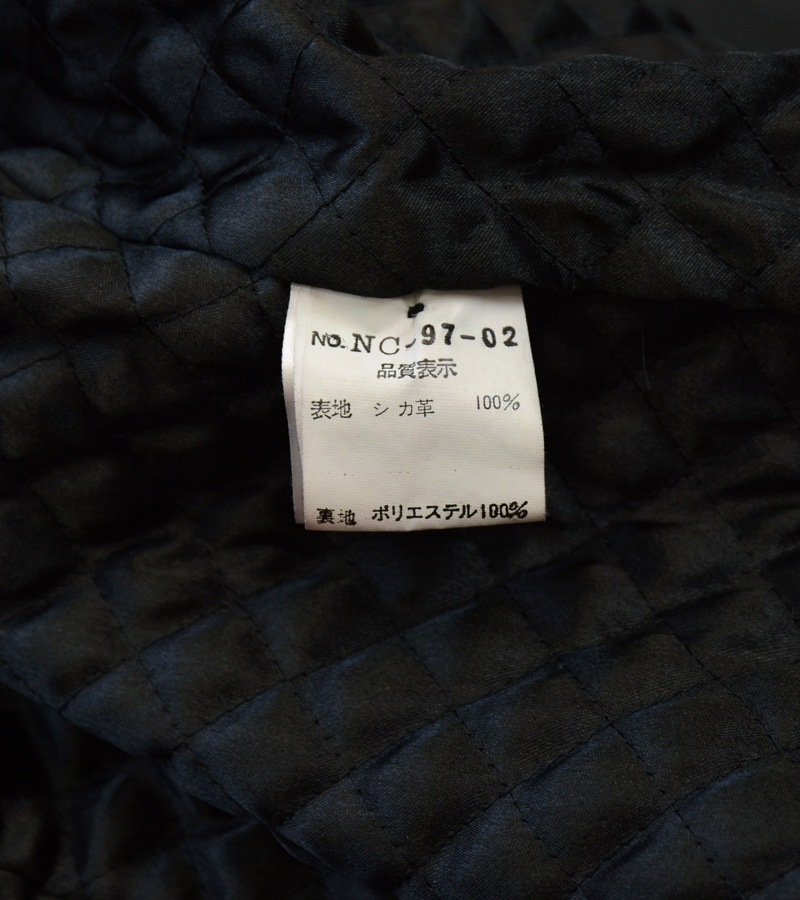 No. NC-97-02
品質表示
表地 シカ革 100%
裏地 ポリエステル100%